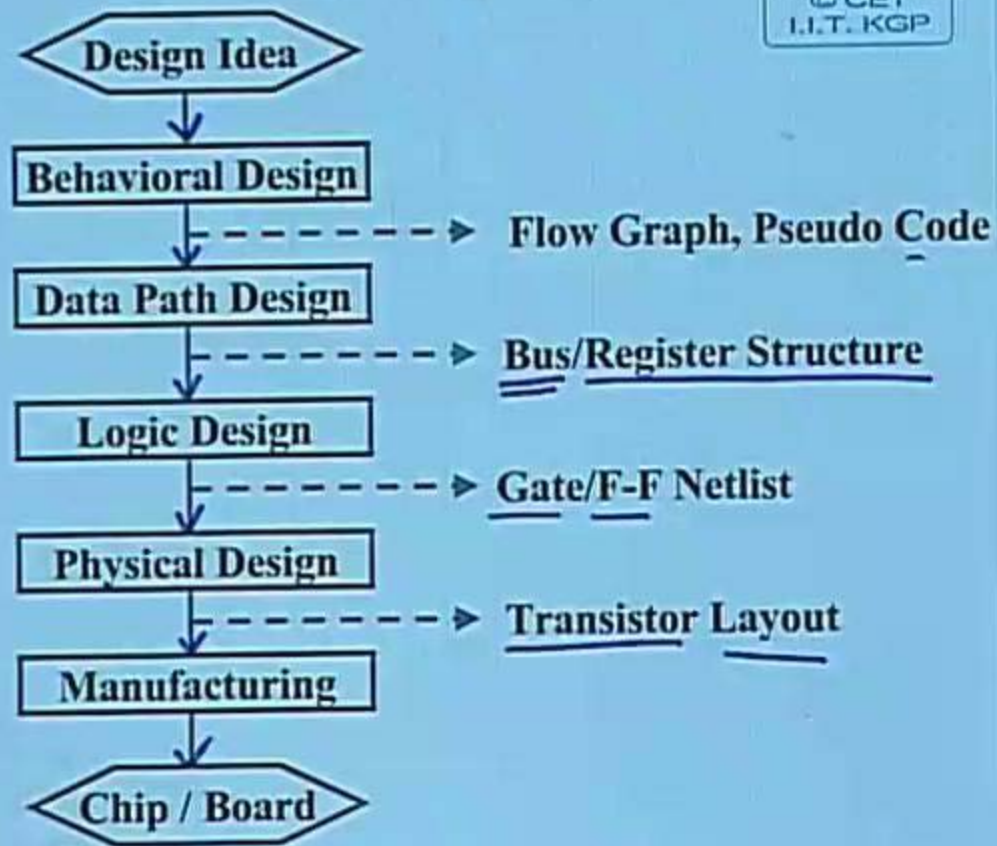 © CET
I.I.T. KGP
Design Idea
Behavioral Design
Flow Graph, Pseudo Code
Data Path Design
Bus/Register Structure
Logic Design
Gate/F-F Netlist
Physical Design
Transistor Layout
Manufacturing
Chip / Board